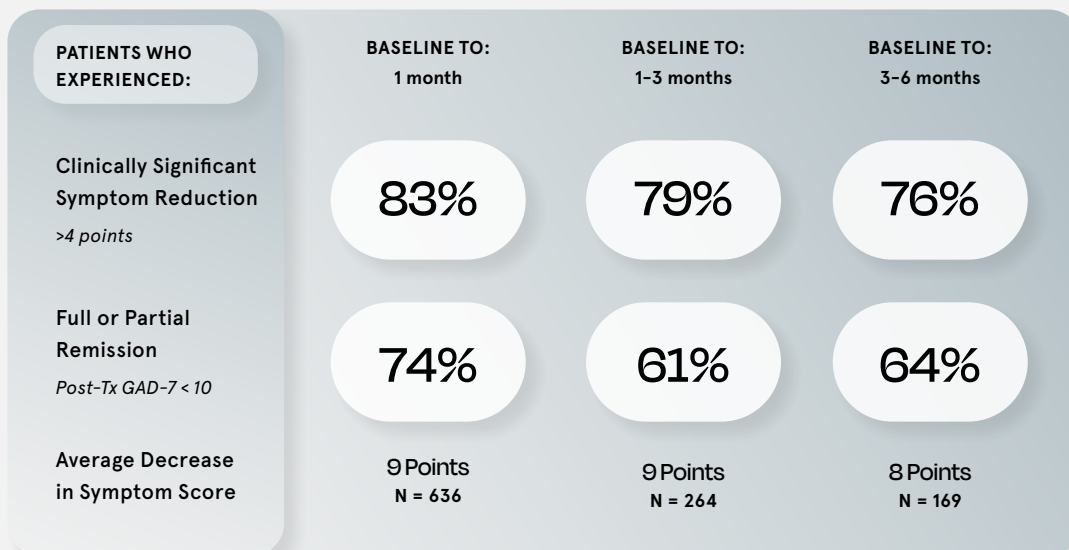 PATIENTS WHO
EXPERIENCED:
BASELINE TO:
1 month
BASELINE TO:
1–3 months
BASELINE TO:
3–6 months
Clinically Significant
Symptom Reduction
>4 points
83%
79%
76%
Full or Partial
Remission
Post-Tx GAD-7 < 10
74%
61%
64%
Average Decrease
in Symptom Score
9 Points
N = 636
9 Points
N = 264
8 Points
N = 169